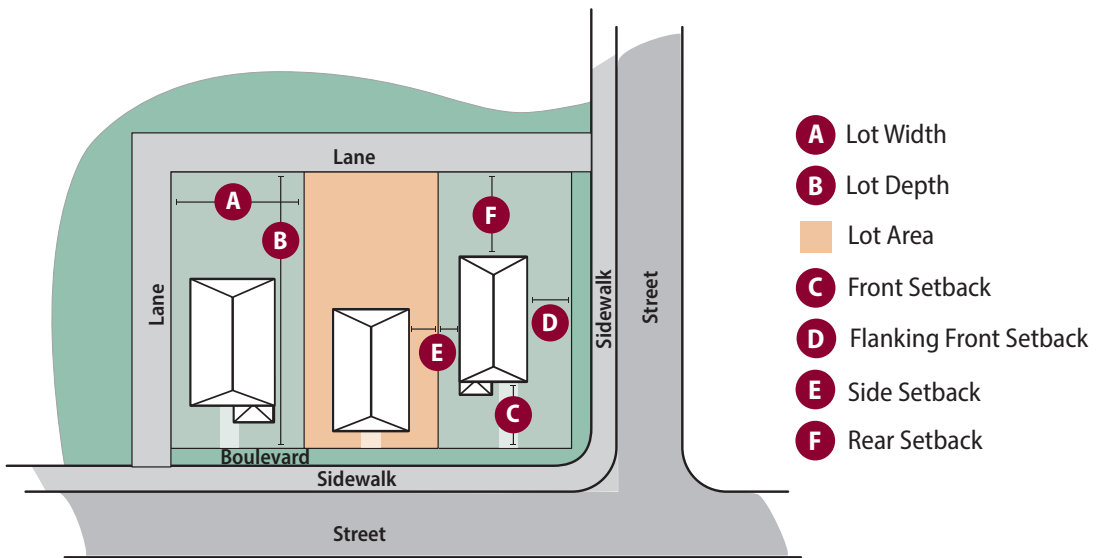 Lane
A
F
B
Lane
Sidewalk
Street
D
E
C
Boulevard
Sidewalk
Street
A Lot Width
B Lot Depth
Lot Area
C Front Setback
D Flanking Front Setback
E Side Setback
F Rear Setback